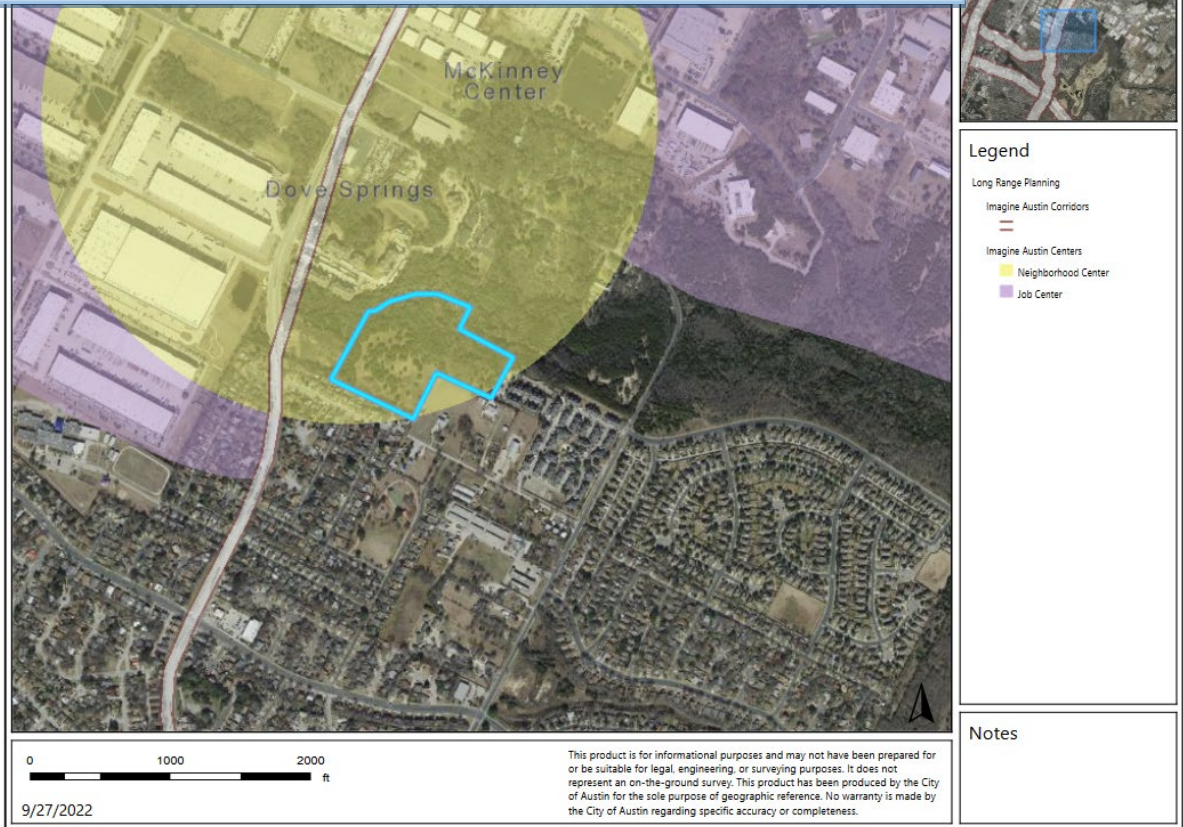 McKinney
Center
Dove Springs
Legend
Long Range Planning
Imagine Austin Corridors
Imagine Austin Centers
Neighborhood Center
Job Center
Notes
0 1000 2000
ft
9/27/2022
This product is for informational purposes and may not have been prepared for
or be suitable for legal, engineering, or surveying purposes. It does not
represent an on-the-ground survey. This product has been produced by the City
of Austin for the sole purpose of geographic reference. No warranty is made by
the City of Austin regarding specific accuracy or completeness.